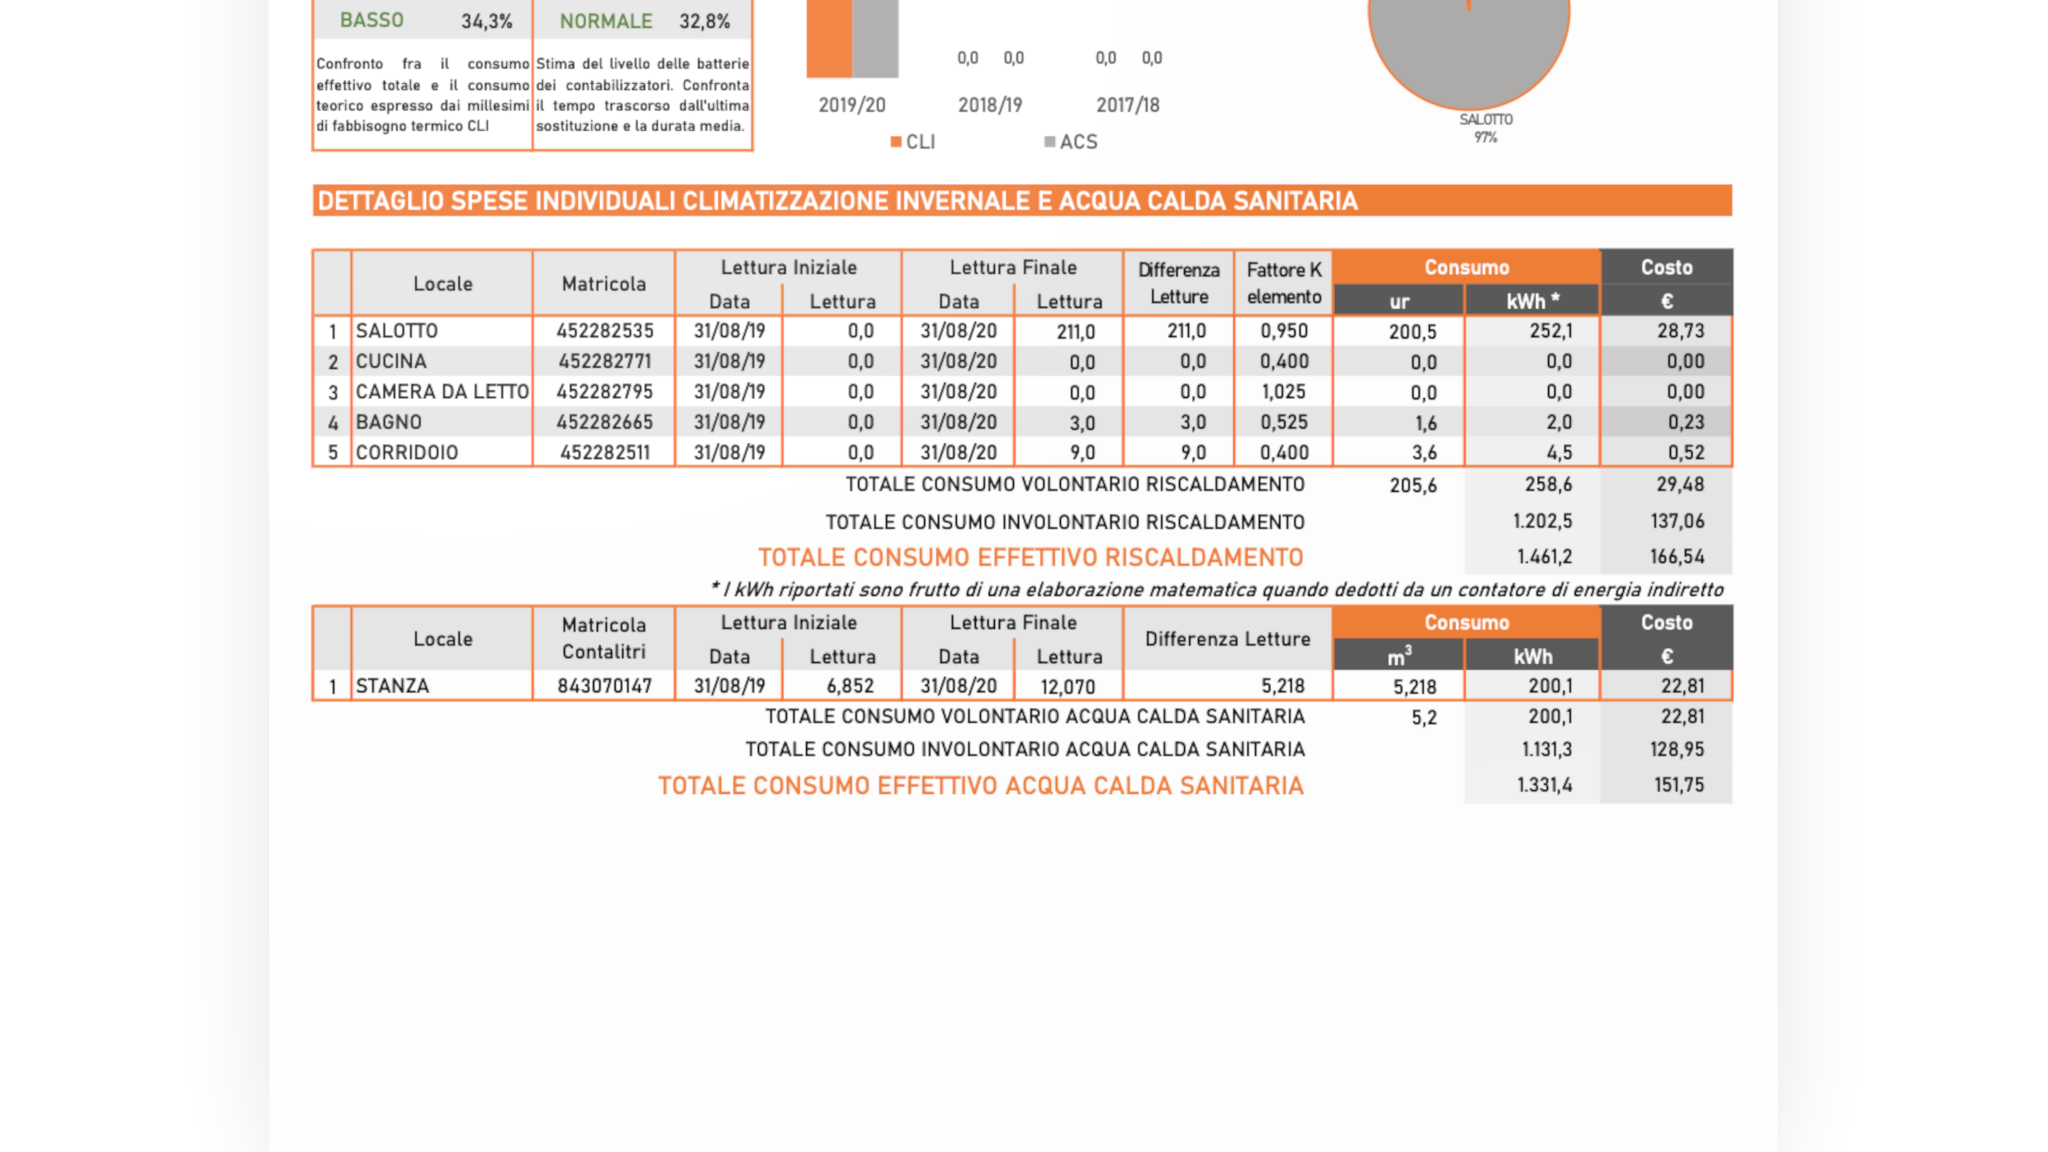 BASSO 34,3% NORMALE 32,8%
Confronto fra il consumo
effettivo totale e il consumo
teorico espresso dai millesimi
di fabbisogno termico CLI
Stima del livello delle batterie
dei contabilizzatori. Confronta
il tempo trascorso dall'ultima
sostituzione e la durata media.
0,0 0,0 0,0 0,0
2019/20 2018/19 2017/18
CLI ACS
SALOTTO
97%
DETTAGLIO SPESE INDIVIDUALI CLIMATIZZAZIONE INVERNALE E ACQUA CALDA SANITARIA
Locale Matricola Lettura Iniziale Lettura Finale Differenza Letture Fattore K elemento Consumo Costo
Data Lettura Data Lettura ur kWh * €
1 SALOTTO 452282535 31/08/19 0,0 31/08/20 211,0 211,0 0,950 200,5 252,1 28,73
2 CUCINA 452282771 31/08/19 0,0 31/08/20 0,0 0,0 0,400 0,0 0,0 0,00
3 CAMERA DA LETTO 452282795 31/08/19 0,0 31/08/20 0,0 0,0 1,025 0,0 0,0 0,00
4 BAGNO 452282665 31/08/19 0,0 31/08/20 3,0 3,0 0,525 1,6 2,0 0,23
5 CORRIDOIO 452282511 31/08/19 0,0 31/08/20 9,0 9,0 0,400 3,6 4,5 0,52
TOTALE CONSUMO VOLONTARIO RISCALDAMENTO 205,6 258,6 29,48
TOTALE CONSUMO INVOLONTARIO RISCALDAMENTO 1.202,5 137,06
TOTALE CONSUMO EFFETTIVO RISCALDAMENTO 1.461,2 166,54
* I kWh riportati sono frutto di una elaborazione matematica quando dedotti da un contatore di energia indiretto
Locale Matricola Contalitri Lettura Iniziale Lettura Finale Differenza Letture Consumo Costo
Data Lettura Data Lettura m³ kWh €
1 STANZA 843070147 31/08/19 6,852 31/08/20 12,070 5,218 5,218 200,1 22,81
TOTALE CONSUMO VOLONTARIO ACQUA CALDA SANITARIA 5,2 200,1 22,81
TOTALE CONSUMO INVOLONTARIO ACQUA CALDA SANITARIA 1.131,3 128,95
TOTALE CONSUMO EFFETTIVO ACQUA CALDA SANITARIA 1.331,4 151,75